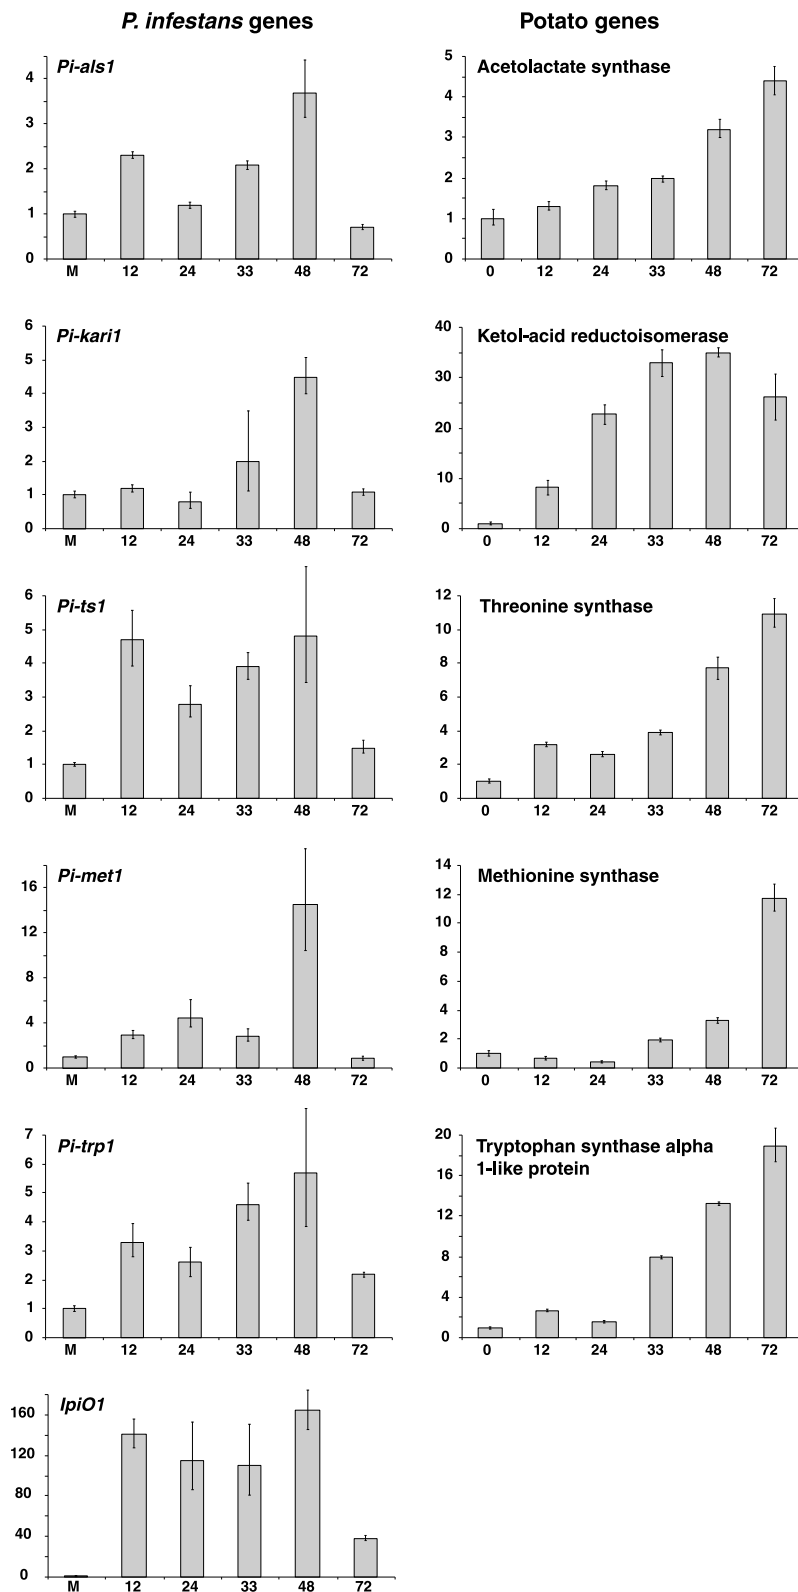 P. infestans genes
Potato genes
Pi-als1
4
3
2
1
0
M 12 24 33 48 72
Acetolactate synthase
5
4
3
2
1
0
0 12 24 33 48 72
Pi-kari1
6
5
4
3
2
1
0
M 12 24 33 48 72
Ketol-acid reductoisomerase
40
30
20
10
0
0 12 24 33 48 72
Pi-ts1
6
5
4
3
2
1
0
M 12 24 33 48 72
Threonine synthase
12
10
8
6
4
2
0
0 12 24 33 48 72
Pi-met1
16
12
8
4
0
M 12 24 33 48 72
Methionine synthase
14
12
10
8
6
4
2
0
0 12 24 33 48 72
Pi-trp1
7
6
5
4
3
2
1
0
M 12 24 33 48 72
Tryptophan synthase alpha
1-like protein
20
16
12
8
4
0
0 12 24 33 48 72
IpiO1
160
120
80
40
0
M 12 24 33 48 72